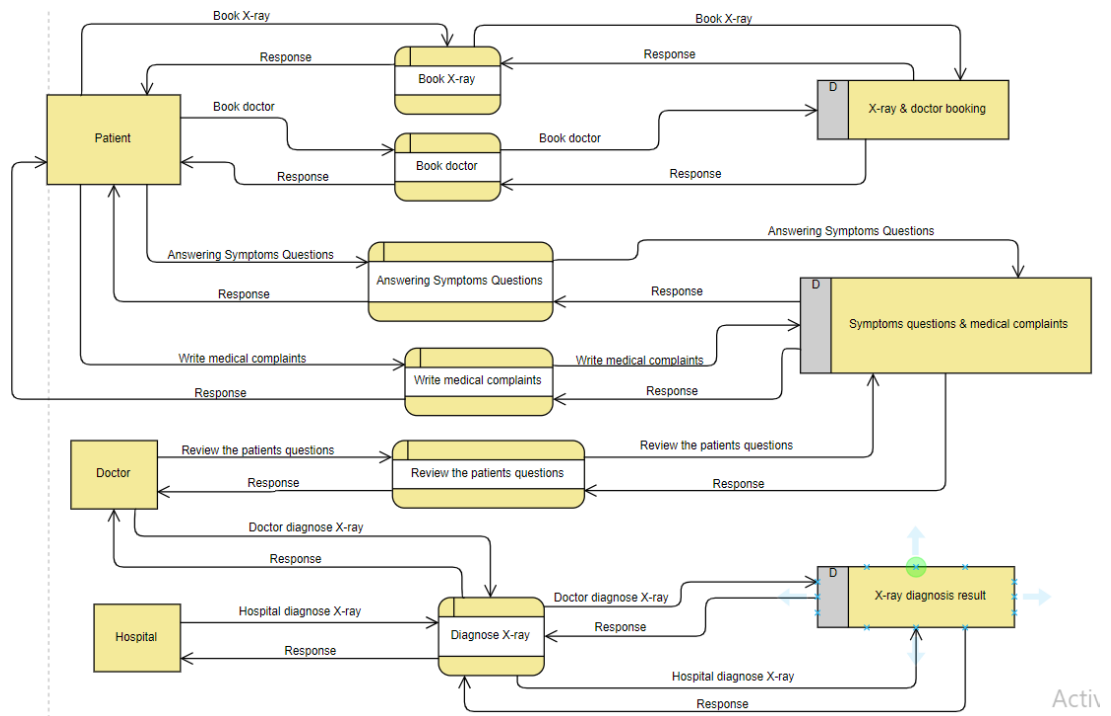 Book X-ray
Book X-ray
Response
Response
Book X-ray
D
X-ray & doctor booking
Book doctor
Patient
Book doctor
Book doctor
Response
Response
Answering Symptoms Questions
Answering Symptoms Questions
Answering Symptoms Questions
D
Response
Response
Symptoms questions & medical complaints
Write medical complaints
Write medical complaints
Write medical complaints
Response
Response
Review the patients questions
Review the patients questions
Doctor
Review the patients questions
Response
Response
Doctor diagnose X-ray
Response
D
Doctor diagnose X-ray
X-ray diagnosis result
Hospital diagnose X-ray
Response
Hospital
Diagnose X-ray
Response
Hospital diagnose X-ray
Response
Activ